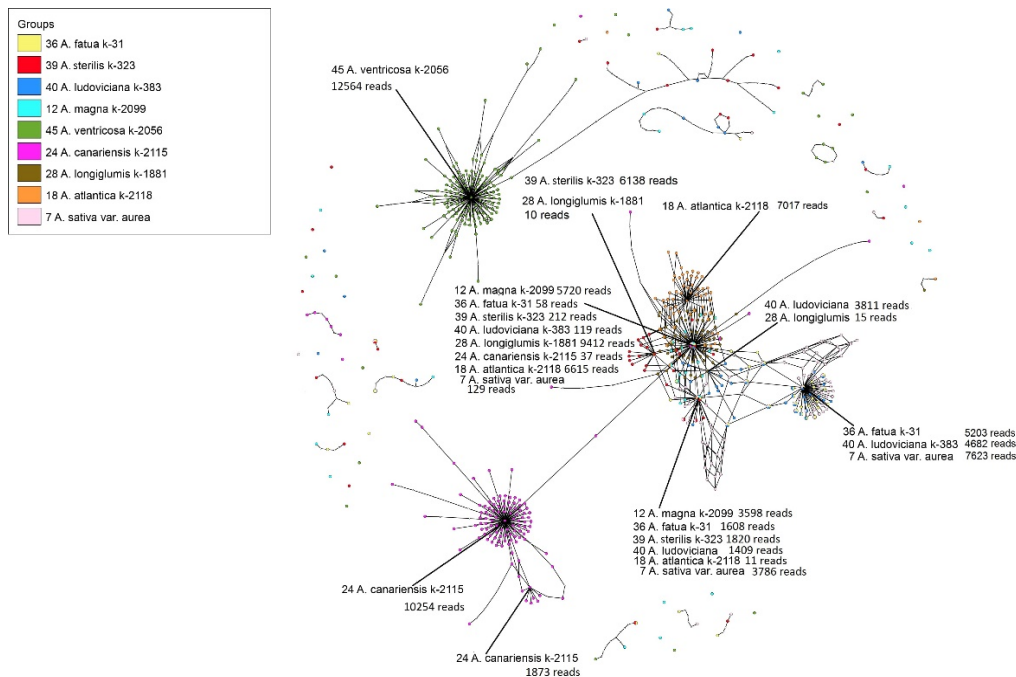 Groups
36 A. fatua k-31
39 A. sterilis k-323
40 A. ludoviciana k-383
12 A. magna k-2099
45 A. ventricosa k-2056
24 A. canariensis k-2115
28 A. longiglumis k-1881
18 A. atlantica k-2118
7 A. sativa var. aurea
45 A. ventricosa k-2056
12564 reads
39 A. sterilis k-323 6138 reads
28 A. longiglumis k-1881
10 reads
18 A. atlantica k-2118 7017 reads
12 A. magna k-2099 5720 reads
36 A. fatua k-31 58 reads
39 A. sterilis k-323 212 reads
40 A. ludoviciana k-383 119 reads
28 A. longiglumis k-1881 9412 reads
24 A. canariensis k-2115 37 reads
18 A. atlantica k-2118 6615 reads
7 A. sativa var. aurea
129 reads
40 A. ludoviciana 3811 reads
28 A. longiglumis 15 reads
36 A. fatua k-31 5203 reads
40 A. ludoviciana k-383 4682 reads
7 A. sativa var. aurea 7623 reads
12 A. magna k-2099 3598 reads
36 A. fatua k-31 1608 reads
39 A. sterilis k-323 1820 reads
40 A. ludoviciana 1409 reads
18 A. atlantica k-2118 11 reads
7 A. sativa var. aurea 3786 reads
24 A. canariensis k-2115
10254 reads
24 A. canariensis k-2115
1873 reads